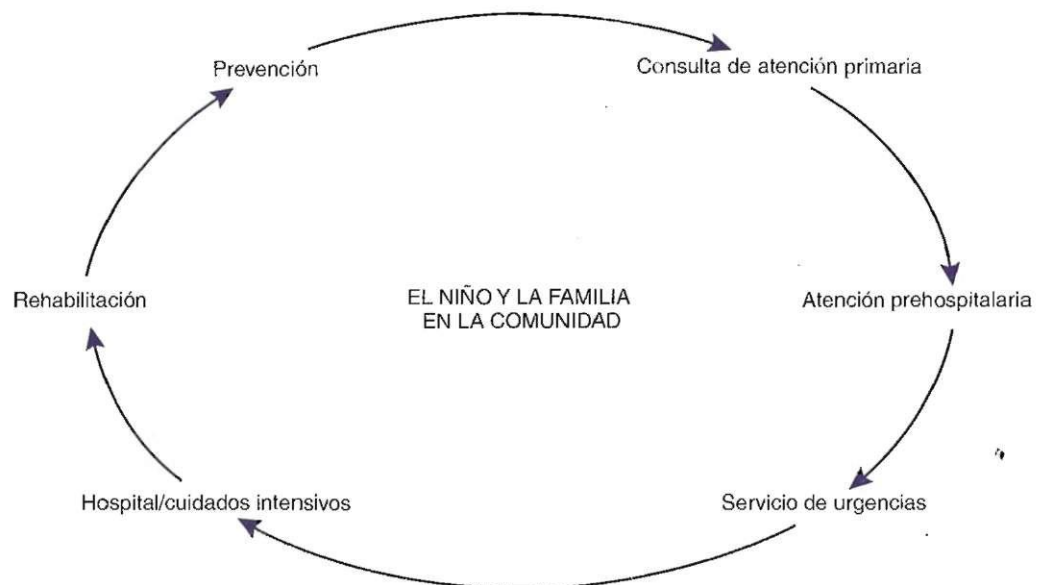 Prevención
Consulta de atención primaria
Rehabilitación
EL NIÑO Y LA FAMILIA
EN LA COMUNIDAD
Atención prehospitalaria
Hospital/cuidados intensivos
Servicio de urgencias